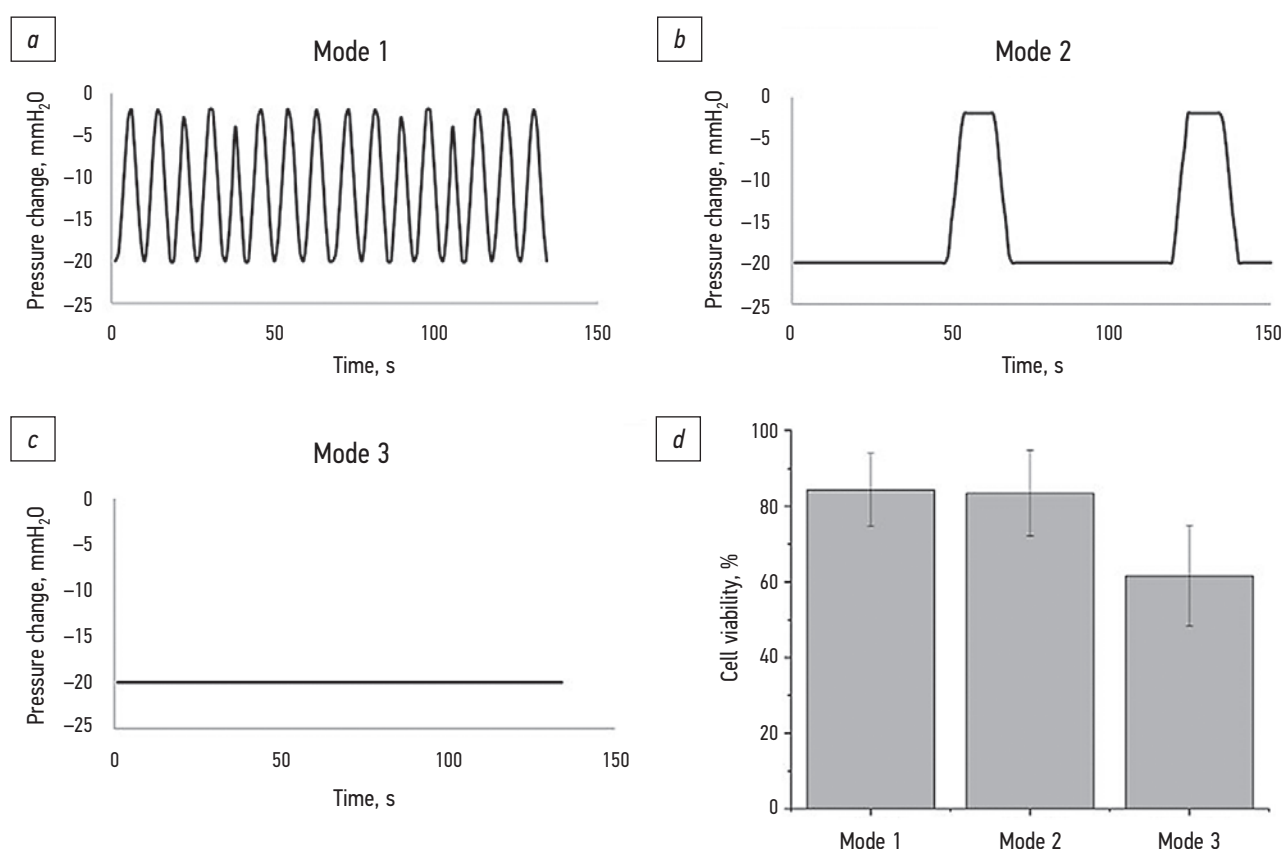 a
Mode 1
Pressure change, mmH₂O
0
–5
–10
–15
–20
–25
0 50 100 150
Time, s
b
Mode 2
Pressure change, mmH₂O
0
–5
–10
–15
–20
–25
0 50 100 150
Time, s
c
Mode 3
Pressure change, mmH₂O
0
–5
–10
–15
–20
–25
0 50 100 150
Time, s
d
Cell viability, %
100
80
60
40
20
0
Mode 1 Mode 2 Mode 3